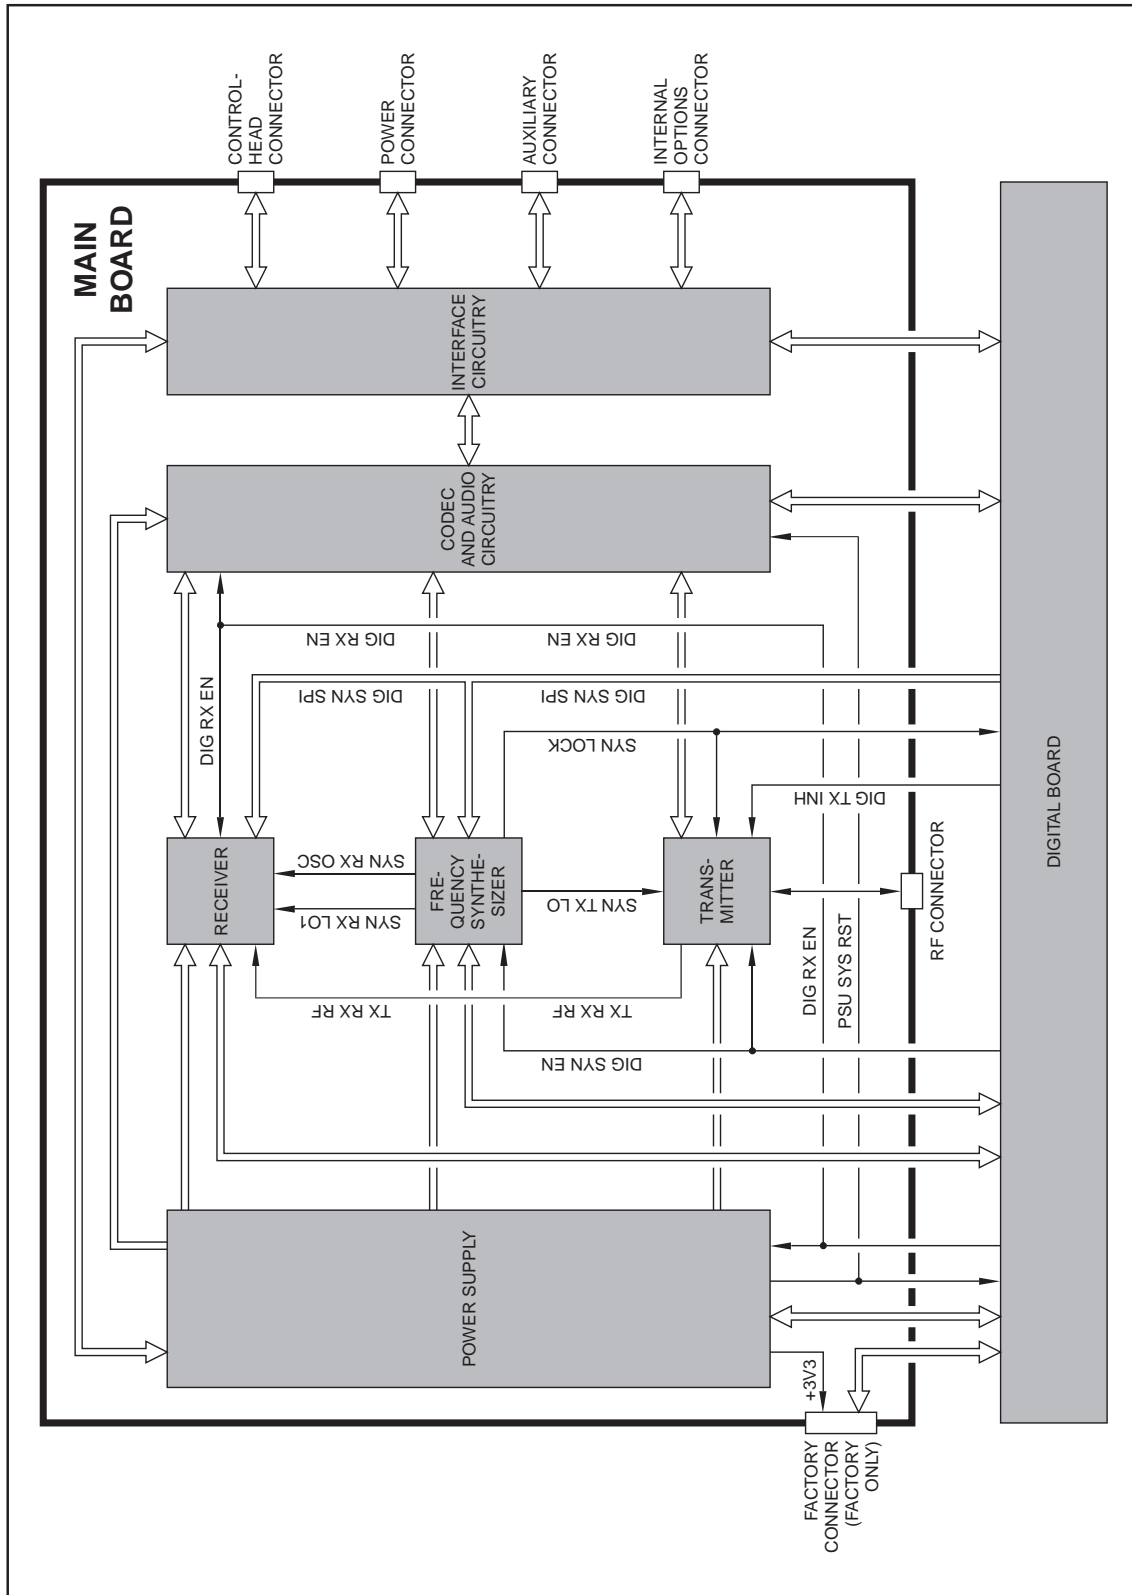 MAIN
BOARD
CONTROL-
HEAD
CONNECTOR
POWER
CONNECTOR
AUXILIARY
CONNECTOR
INTERNAL
OPTIONS
CONNECTOR
INTERFACE
CIRCUITRY
CODEC
AND AUDIO
CIRCUITRY
DIG RX EN
DIG RX EN
DIG RX EN
DIG SYN SPI
DIG SYN SPI
SYN LOCK
DIG TX INH
RECEIVER
SYN RX OSC
SYN RX LO1
FRE-
QUENCY
SYNTHE-
SIZER
SYN TX LO
TRANS-
MITTER
RF CONNECTOR
TX RX RF
TX RX RF
DIG RX EN
PSU SYS RST
DIG SYN EN
POWER SUPPLY
+3V3
FACTORY
CONNECTOR
(FACTORY
ONLY)
DIGITAL BOARD